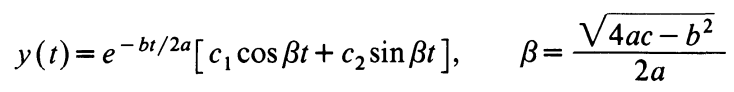 y(t) = e^{-bt/2a}[c₁ cos βt + c₂ sin βt], β = √(4ac − b²) / 2a